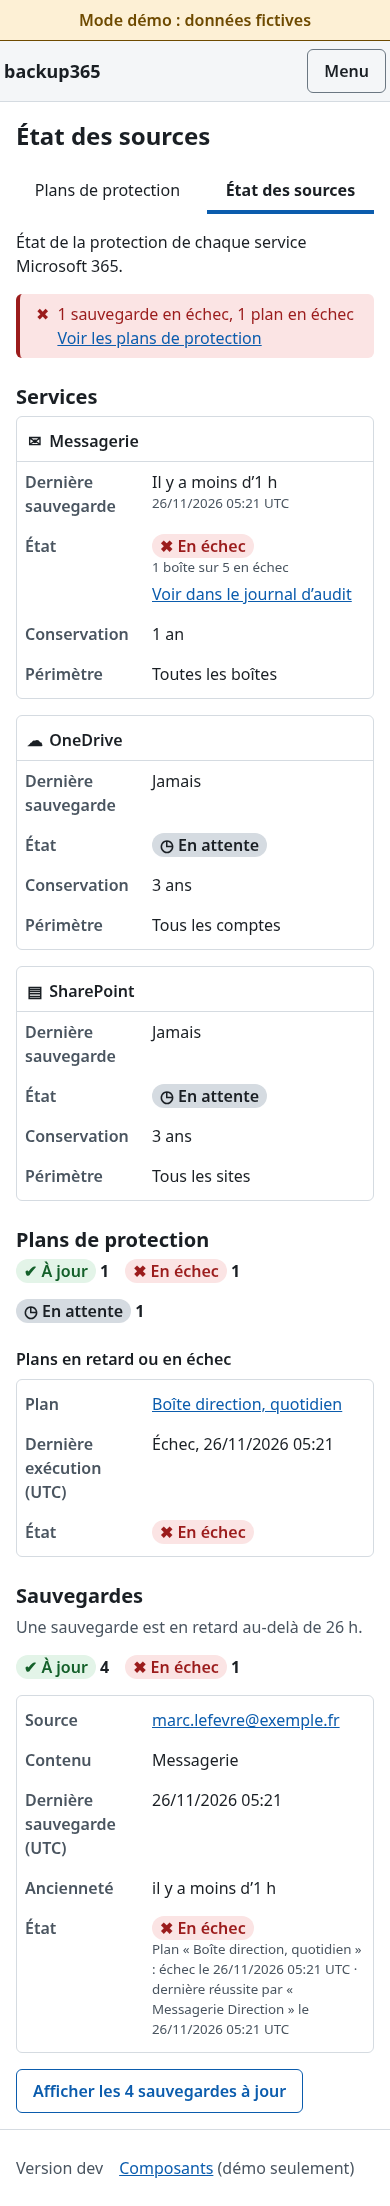 Mode démo : données fictives
backup365
Menu
État des sources
Plans de protection
État des sources
État de la protection de chaque service
Microsoft 365.
✖ 1 sauvegarde en échec, 1 plan en échec
Voir les plans de protection
Services
✉ Messagerie
Dernière
sauvegarde
Il y a moins d’1 h
26/11/2026 05:21 UTC
État
✖ En échec
1 boîte sur 5 en échec
Voir dans le journal d’audit
Conservation
1 an
Périmètre
Toutes les boîtes
☁ OneDrive
Dernière
sauvegarde
Jamais
État
◷ En attente
Conservation
3 ans
Périmètre
Tous les comptes
▤ SharePoint
Dernière
sauvegarde
Jamais
État
◷ En attente
Conservation
3 ans
Périmètre
Tous les sites
Plans de protection
✔ À jour 1 ✖ En échec 1
◷ En attente 1
Plans en retard ou en échec
Plan
Boîte direction, quotidien
Dernière
exécution
(UTC)
Échec, 26/11/2026 05:21
État
✖ En échec
Sauvegardes
Une sauvegarde est en retard au-delà de 26 h.
✔ À jour 4 ✖ En échec 1
Source
marc.lefevre@exemple.fr
Contenu
Messagerie
Dernière
sauvegarde
(UTC)
26/11/2026 05:21
Ancienneté
il y a moins d’1 h
État
✖ En échec
Plan « Boîte direction, quotidien »
: échec le 26/11/2026 05:21 UTC ·
dernière réussite par «
Messagerie Direction » le
26/11/2026 05:21 UTC
Afficher les 4 sauvegardes à jour
Version dev Composants (démo seulement)